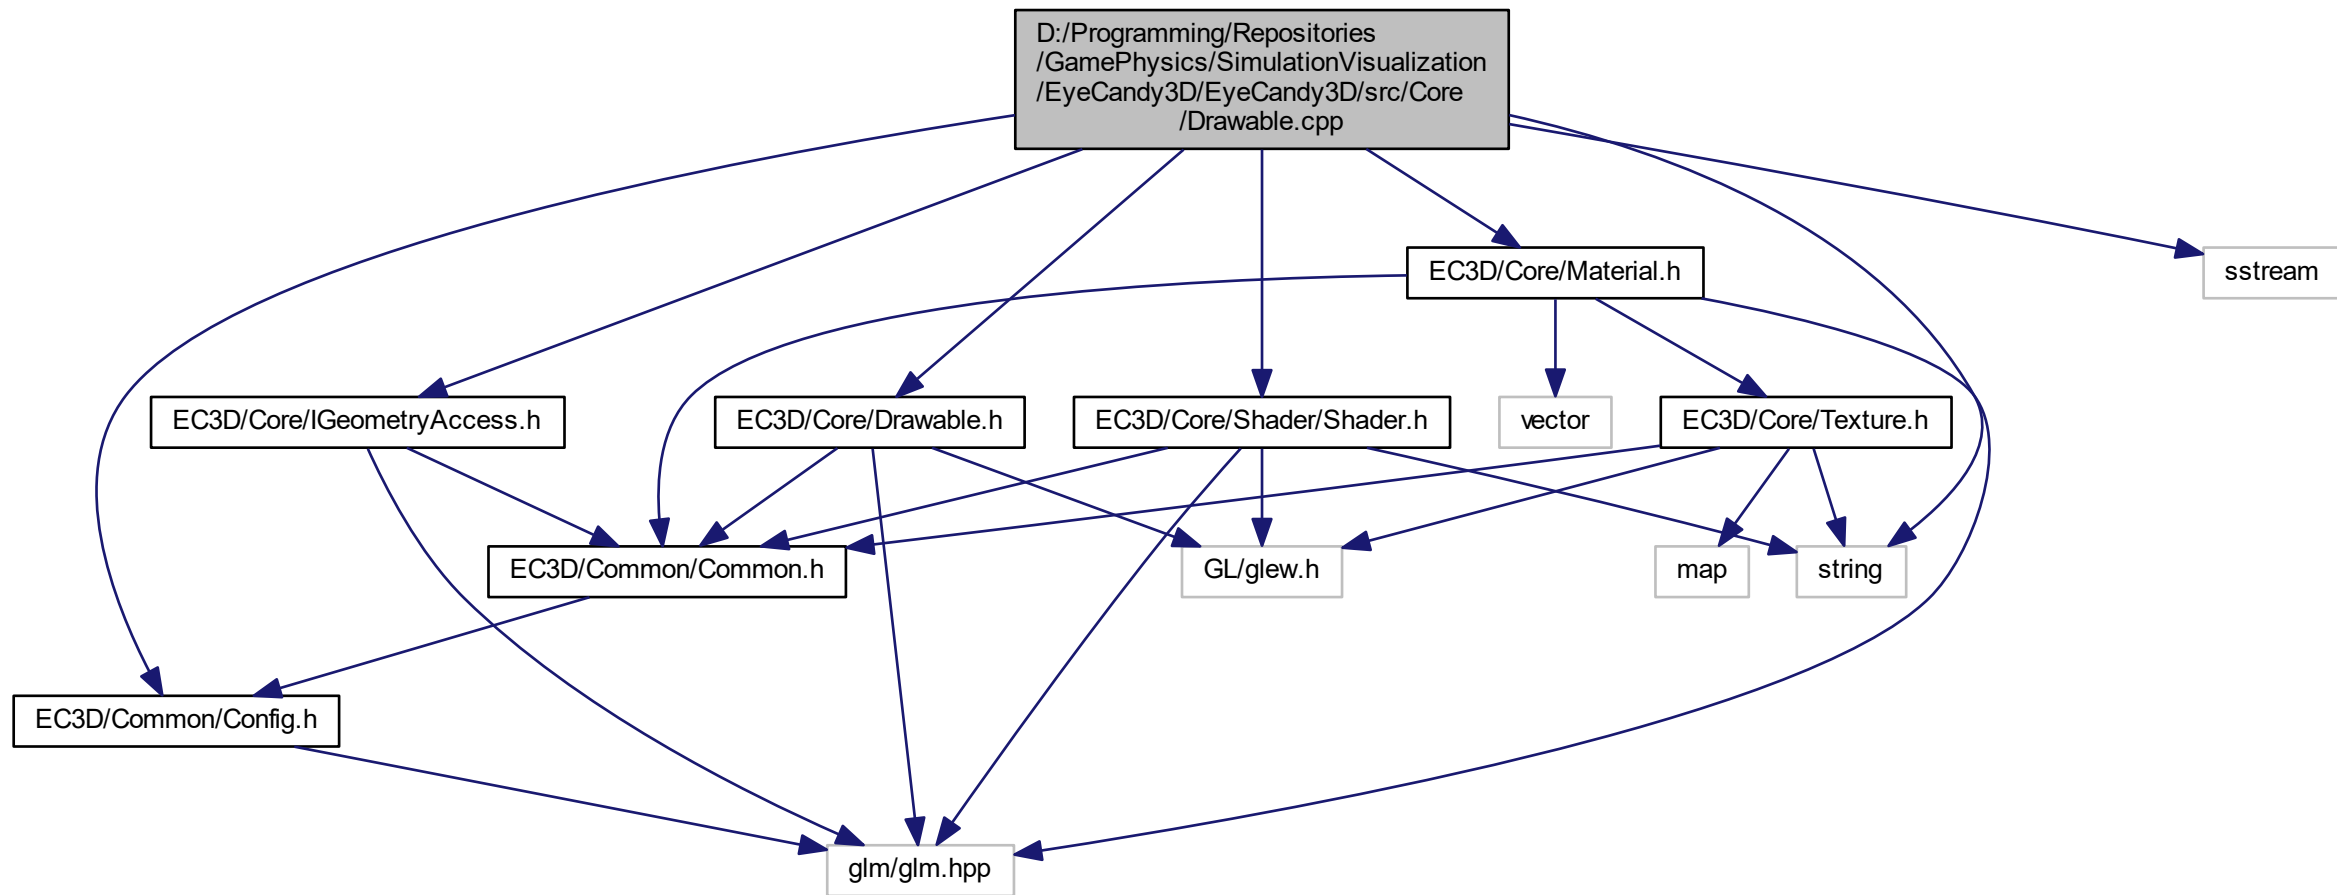 D:/Programming/Repositories
/GamePhysics/SimulationVisualization
/EyeCandy3D/EyeCandy3D/src/Core
/Drawable.cpp
EC3D/Core/Material.h
sstream
EC3D/Core/IGeometryAccess.h
EC3D/Core/Drawable.h
EC3D/Core/Shader/Shader.h
vector
EC3D/Core/Texture.h
EC3D/Common/Common.h
GL/glew.h
map
string
EC3D/Common/Config.h
glm/glm.hpp